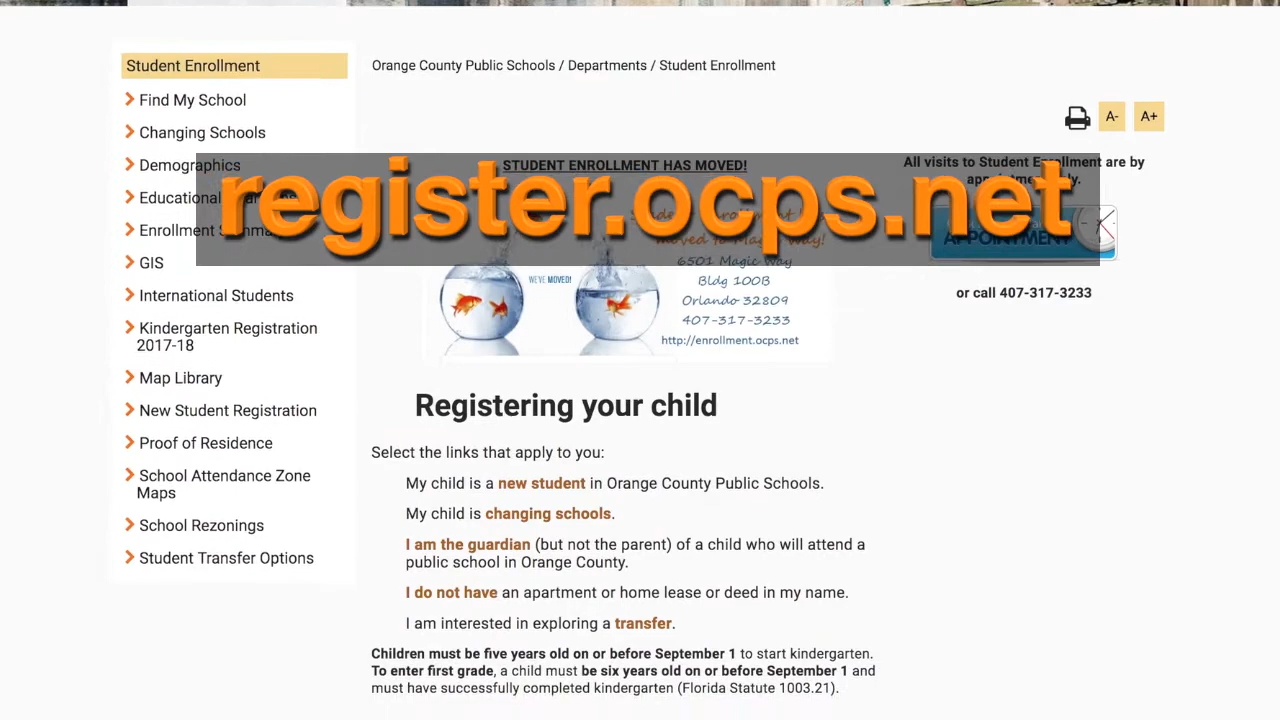 Student Enrollment
Find My School
Changing Schools
Demographics
Educational
Enrollment
GIS
International Students
Kindergarten Registration
2017-18
Map Library
New Student Registration
Proof of Residence
School Attendance Zone
Maps
School Rezonings
Student Transfer Options
Orange County Public Schools / Departments / Student Enrollment
A-
A+
STUDENT ENROLLMENT HAS MOVED!
register.ocps.net
moved to Magic Way!
6501 Magic Way
Bldg 100B
Orlando 32809
407-317-3233
http://enrollment.ocps.net
WE'VE MOVED!
All visits to Student Enrollment are by
APPOINTMENT
or call 407-317-3233
Registering your child
Select the links that apply to you:
My child is a new student in Orange County Public Schools.
My child is changing schools.
I am the guardian (but not the parent) of a child who will attend a
public school in Orange County.
I do not have an apartment or home lease or deed in my name.
I am interested in exploring a transfer.
Children must be five years old on or before September 1 to start kindergarten.
To enter first grade, a child must be six years old on or before September 1 and
must have successfully completed kindergarten (Florida Statute 1003.21).